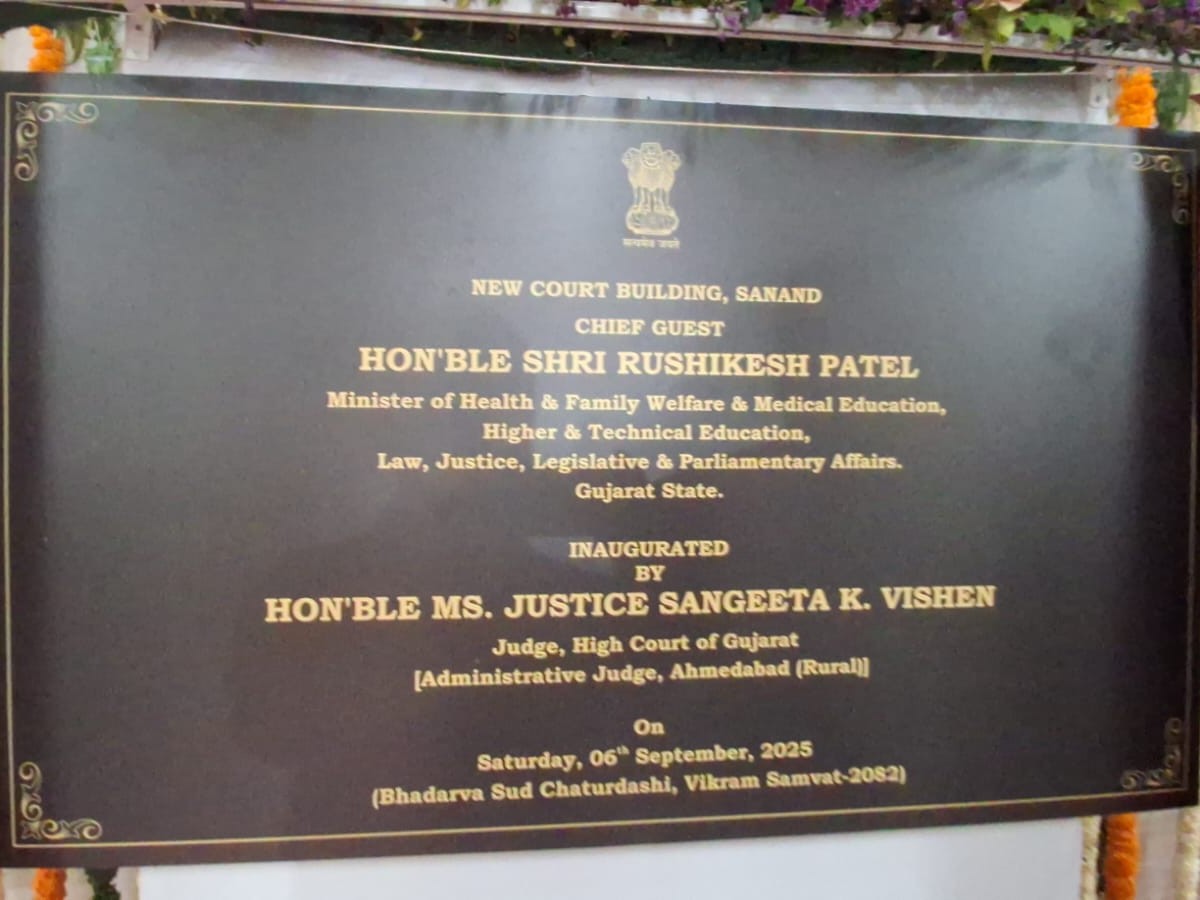 सत्यमेव जयते
NEW COURT BUILDING, SANAND
CHIEF GUEST
HON'BLE SHRI RUSHIKESH PATEL
Minister of Health & Family Welfare & Medical Education,
Higher & Technical Education,
Law, Justice, Legislative & Parliamentary Affairs.
Gujarat State.
INAUGURATED
BY
HON'BLE MS. JUSTICE SANGEETA K. VISHEN
Judge, High Court of Gujarat
[Administrative Judge, Ahmedabad (Rural)]
On
Saturday, 06th September, 2025
(Bhadarva Sud Chaturdashi, Vikram Samvat-2082)